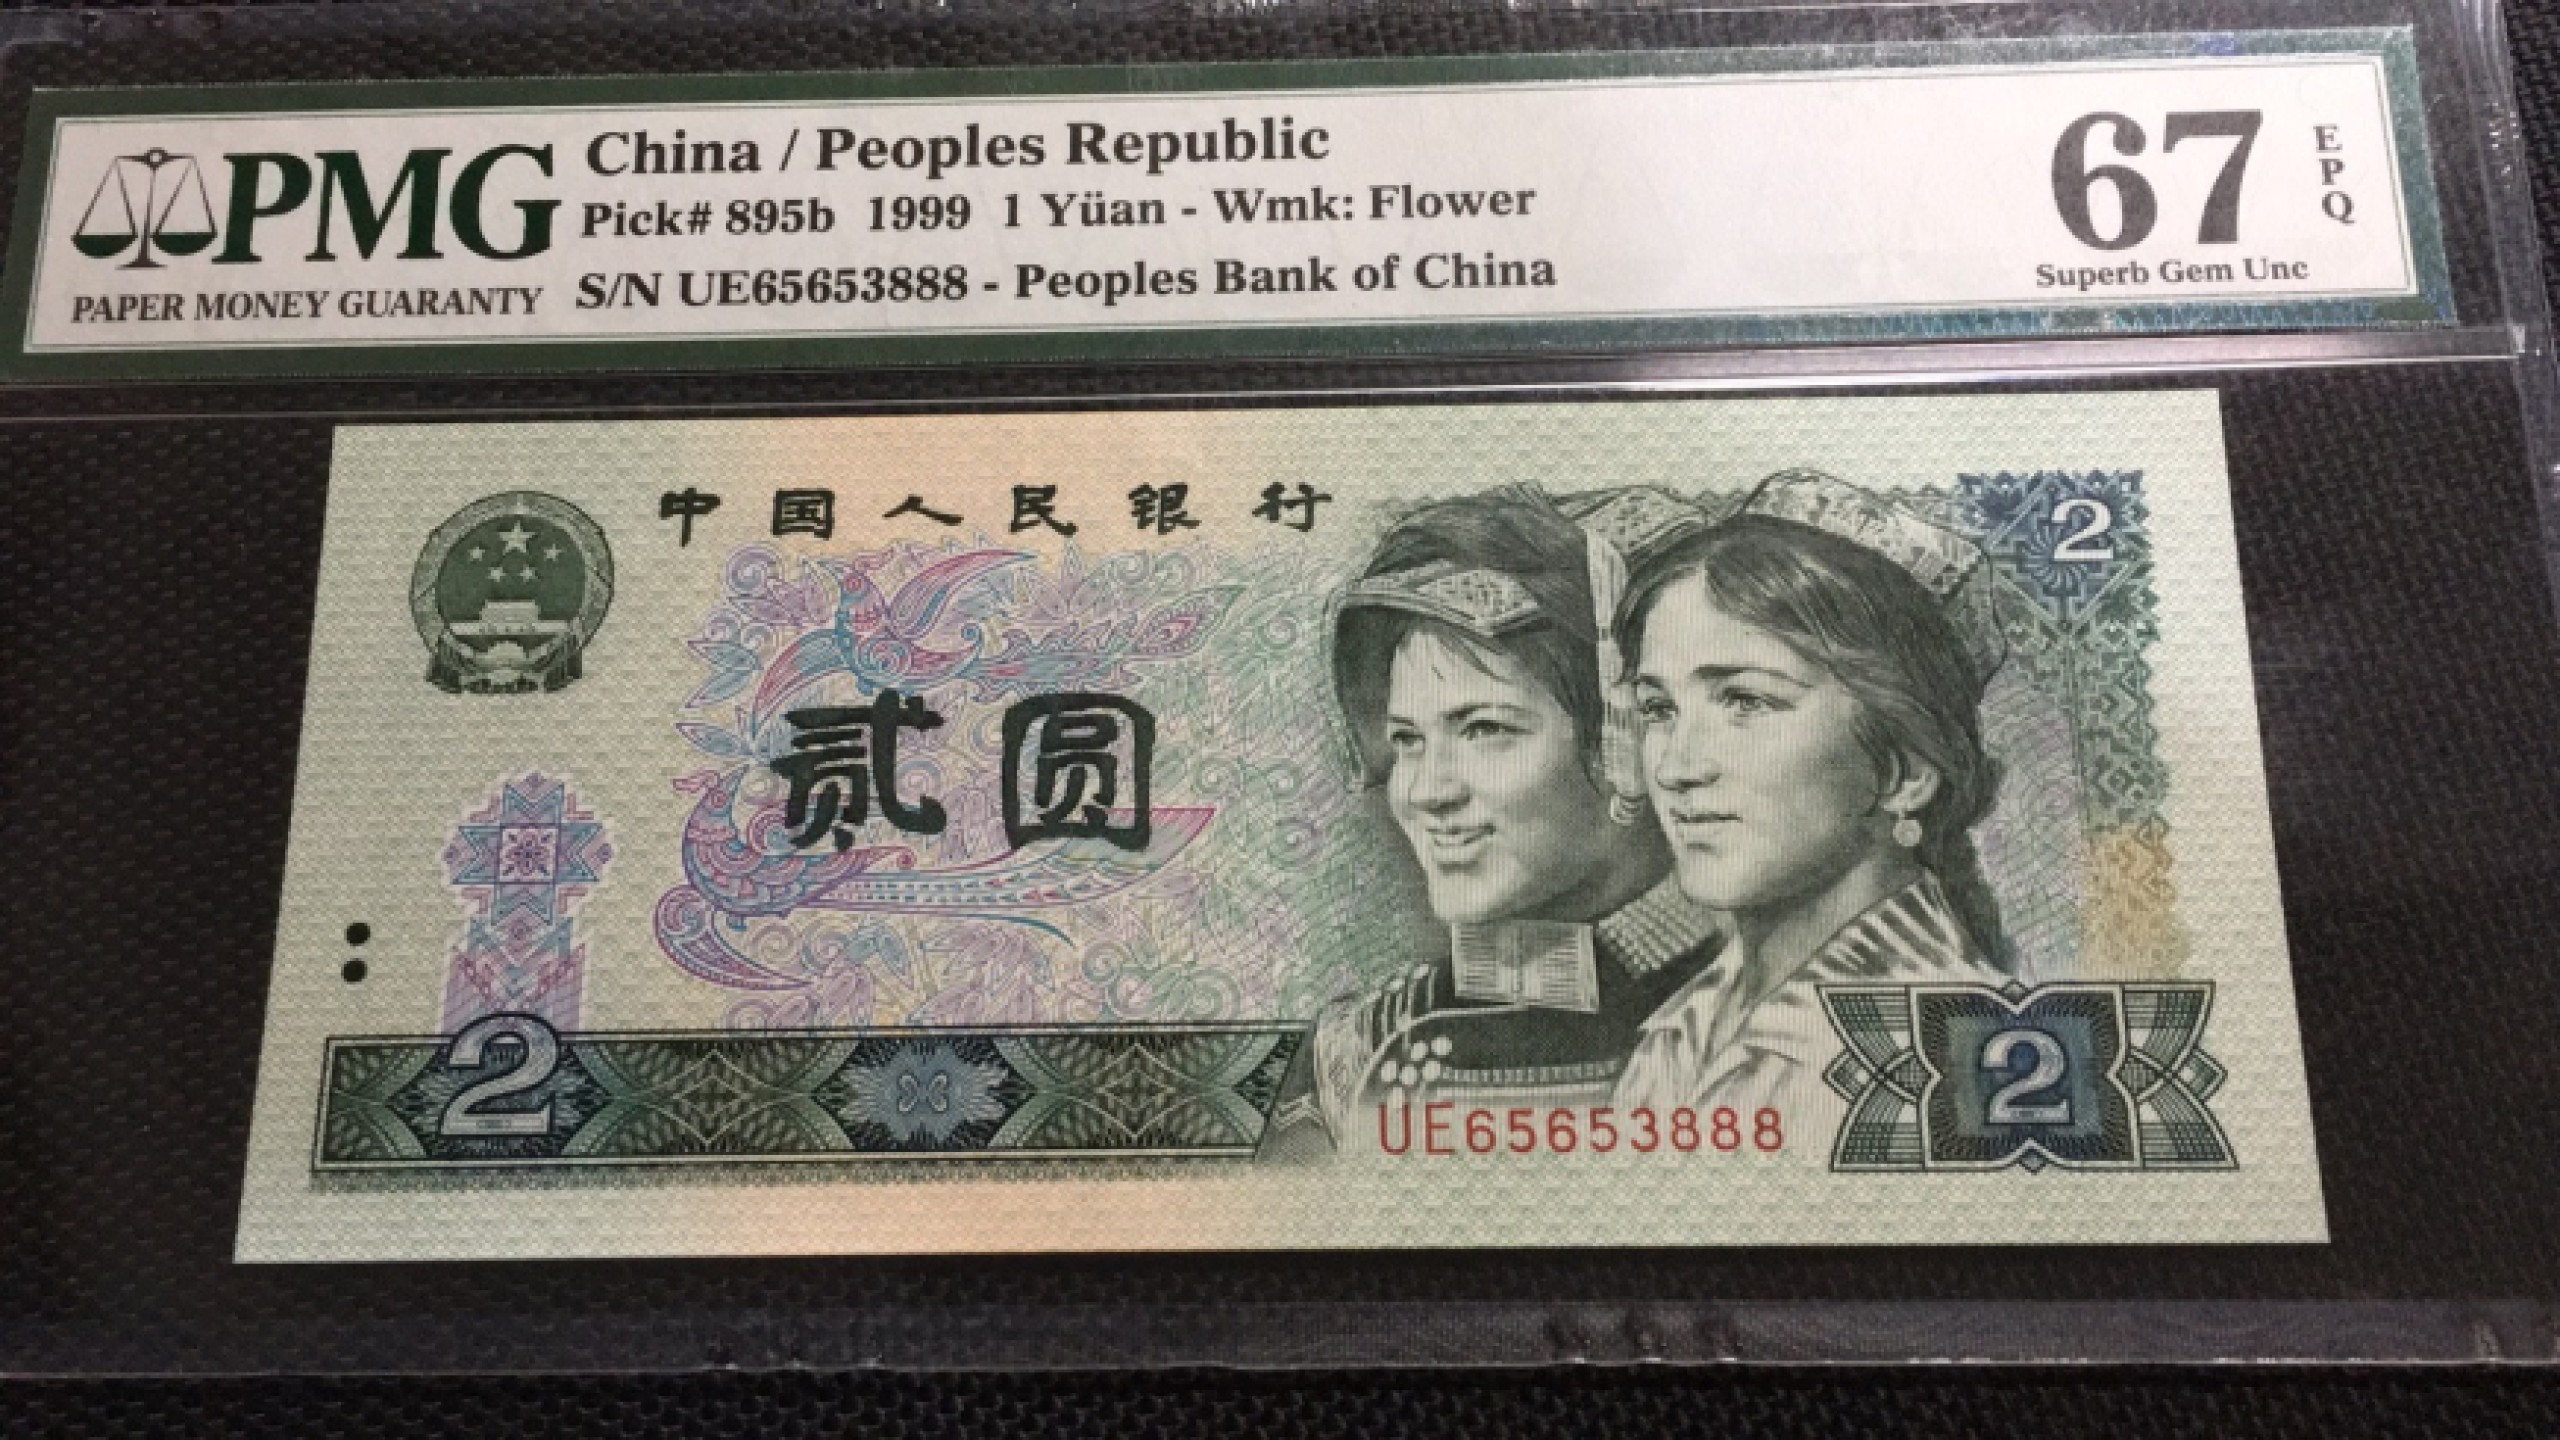 PMG
PAPER MONEY GUARANTY
China / Peoples Republic
Pick# 895b 1999 1 Yüan - Wmk: Flower
S/N UE65653888 - Peoples Bank of China
67
EPQ
Superb Gem Unc
中国人民银行
2
贰圆
2
2
UE65653888